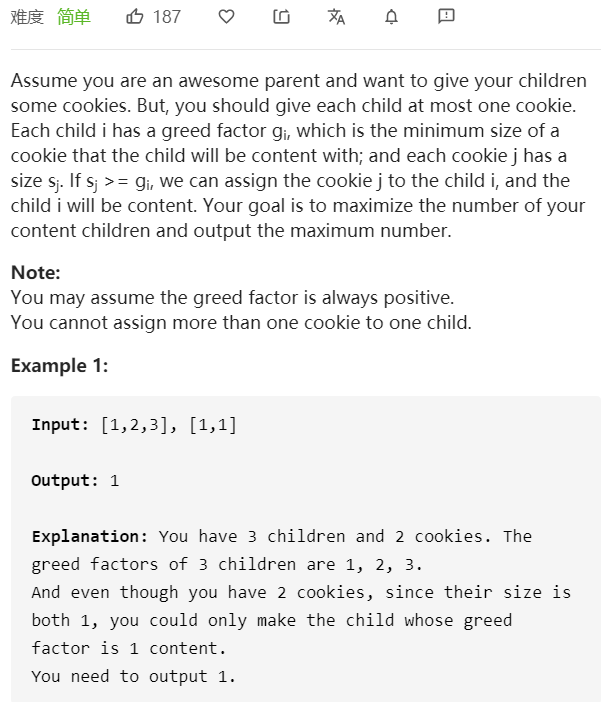 难度 简单 187
Assume you are an awesome parent and want to give your children
some cookies. But, you should give each child at most one cookie.
Each child i has a greed factor gi, which is the minimum size of a
cookie that the child will be content with; and each cookie j has a
size sj. If sj >= gi, we can assign the cookie j to the child i, and the
child i will be content. Your goal is to maximize the number of your
content children and output the maximum number.
Note:
You may assume the greed factor is always positive.
You cannot assign more than one cookie to one child.
Example 1:
Input: [1,2,3], [1,1]
Output: 1
Explanation: You have 3 children and 2 cookies. The
greed factors of 3 children are 1, 2, 3.
And even though you have 2 cookies, since their size is
both 1, you could only make the child whose greed
factor is 1 content.
You need to output 1.